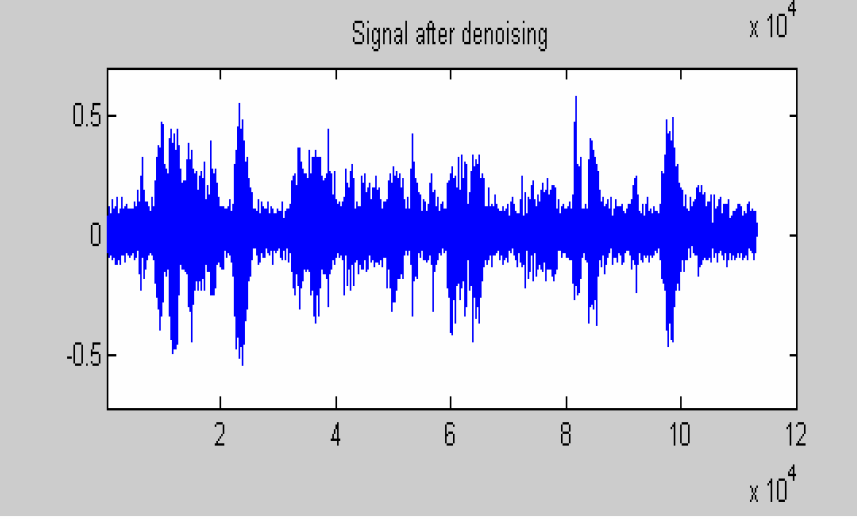 x 10^4
Signal after denoising
0.5
0
-0.5
2 4 6 8 10 12
x 10^4